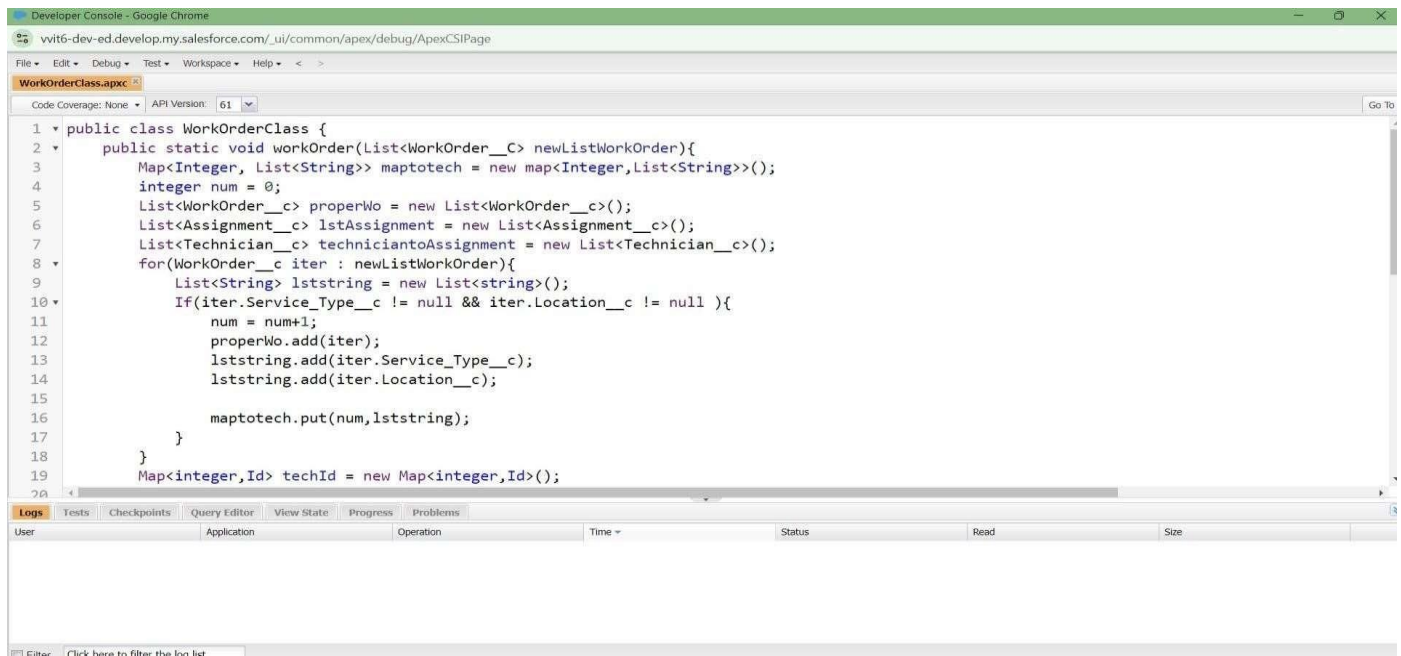 Developer Console - Google Chrome
vvit6-dev-ed.develop.my.salesforce.com/_ui/common/apex/debug/ApexCSIPage
File Edit Debug Test Workspace Help < >
WorkOrderClass.apxc
Code Coverage: None API Version: 61 Go To
1 public class WorkOrderClass {
2 public static void workOrder(List<WorkOrder__C> newListWorkOrder){
3 Map<Integer, List<String>> maptotech = new map<Integer,List<String>>();
4 integer num = 0;
5 List<WorkOrder__c> properWo = new List<WorkOrder__c>();
6 List<Assignment__c> lstAssignment = new List<Assignment__c>();
7 List<Technician__c> techniciantoAssignment = new List<Technician__c>();
8 for(WorkOrder__c iter : newListWorkOrder){
9 List<String> lststring = new List<string>();
10 If(iter.Service_Type__c != null && iter.Location__c != null ){
11 num = num+1;
12 properWo.add(iter);
13 lststring.add(iter.Service_Type__c);
14 lststring.add(iter.Location__c);
15
16 maptotech.put(num,lststring);
17 }
18 }
19 Map<integer,Id> techId = new Map<integer,Id>();
20
Logs Tests Checkpoints Query Editor View State Progress Problems
User Application Operation Time Status Read Size
Filter Click here to filter the log list